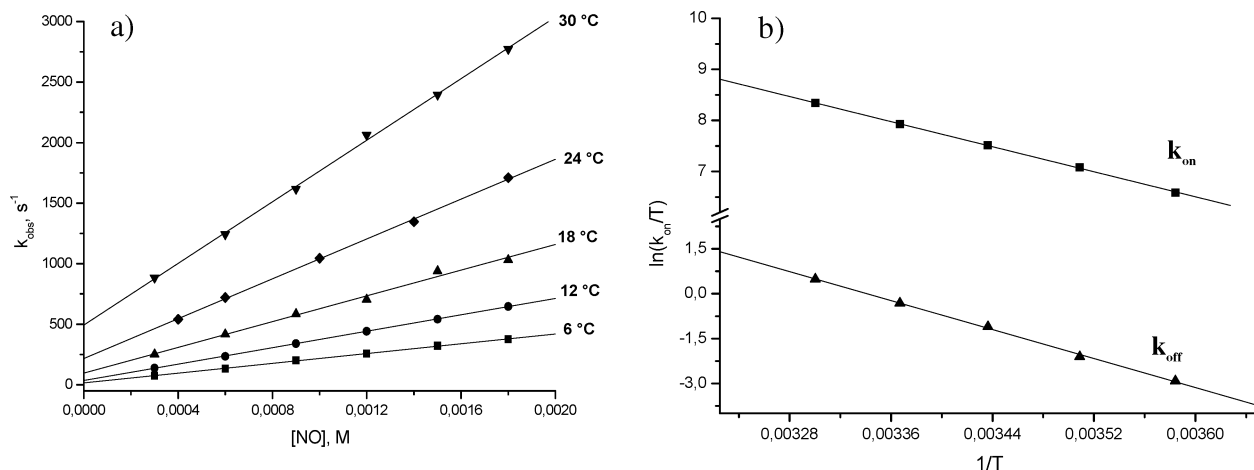 a)
3000
2500
2000
1500
1000
500
0
k_obs, s⁻¹
30 °C
24 °C
18 °C
12 °C
6 °C
0,0000
0,0004
0,0008
0,0012
0,0016
0,0020
[NO], M
b)
10
9
8
7
1,5
0,0
-1,5
-3,0
ln(k_on/T)
k_on
k_off
0,00328
0,00336
0,00344
0,00352
0,00360
1/T